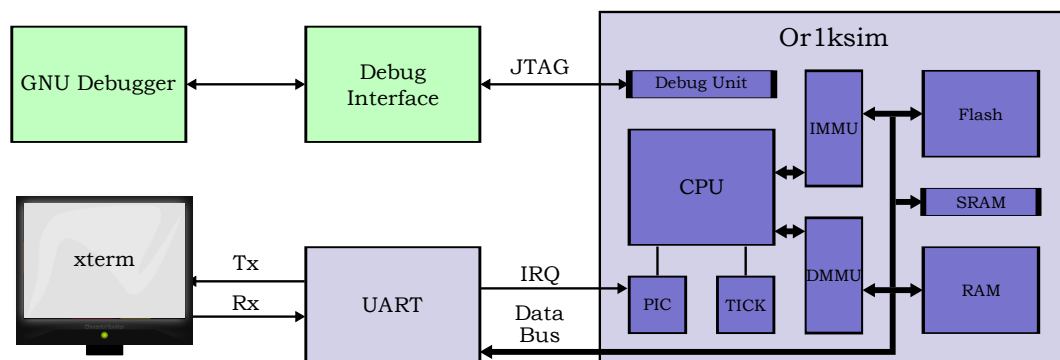 Or1ksim
GNU Debugger
Debug
Interface
JTAG
Debug Unit
IMMU
Flash
CPU
SRAM
xterm
Tx
Rx
UART
IRQ
Data
Bus
PIC
TICK
DMMU
RAM